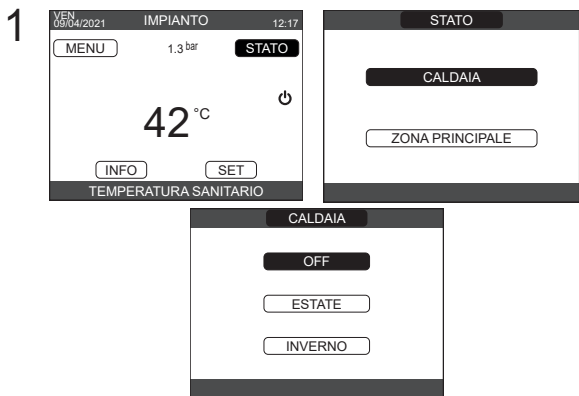 1
VEN
09/04/2021 IMPIANTO 12:17
MENU 1.3 bar STATO
42 °C
INFO SET
TEMPERATURA SANITARIO
STATO
CALDAIA
ZONA PRINCIPALE
CALDAIA
OFF
ESTATE
INVERNO